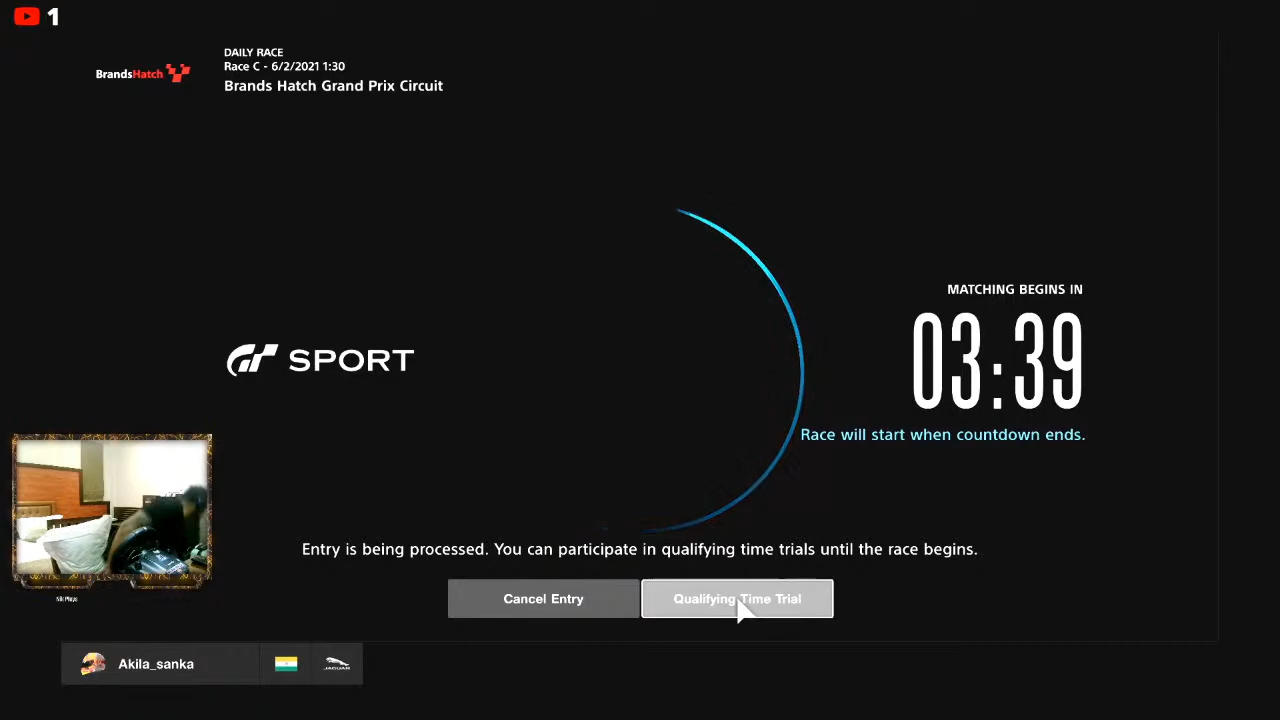 1
DAILY RACE
Race C - 6/2/2021 1:30
BrandsHatch
Brands Hatch Grand Prix Circuit
MATCHING BEGINS IN
03:39
GT SPORT
Race will start when countdown ends.
Entry is being processed. You can participate in qualifying time trials until the race begins.
Cancel Entry
Qualifying Time Trial
Akila_sanka
JAGUAR